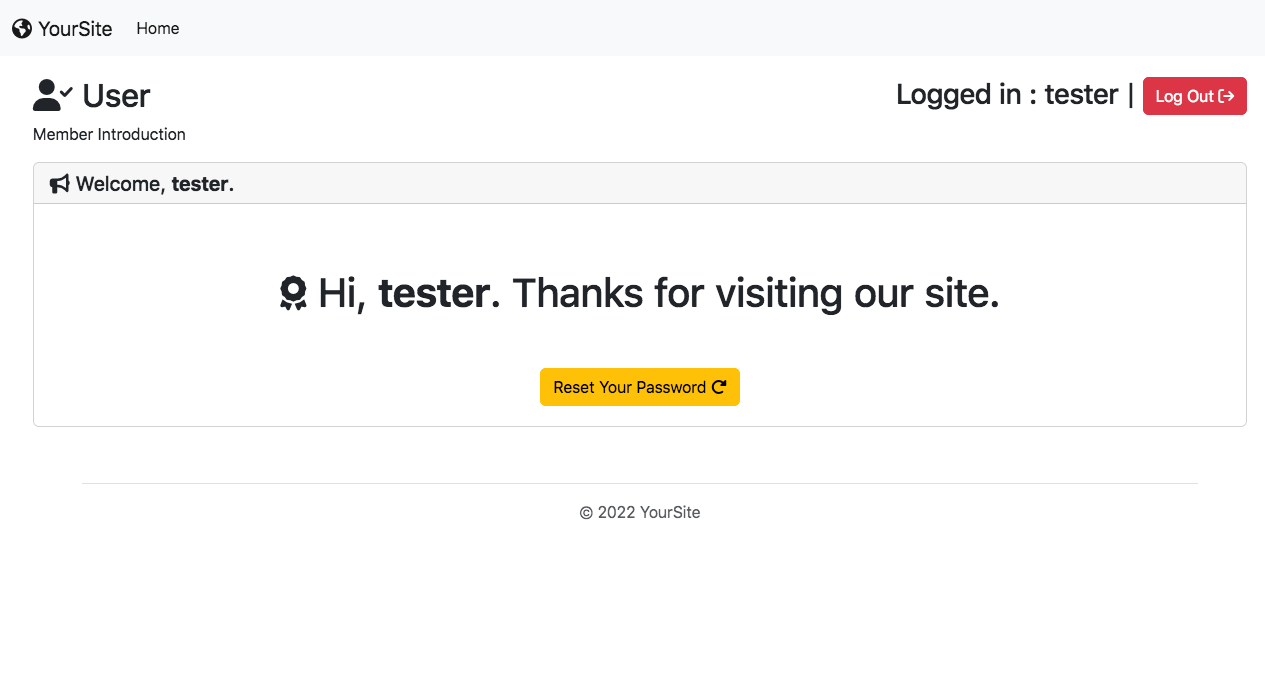 YourSite Home
User
Logged in : tester | Log Out
Member Introduction
Welcome, tester.
Hi, tester. Thanks for visiting our site.
Reset Your Password
© 2022 YourSite